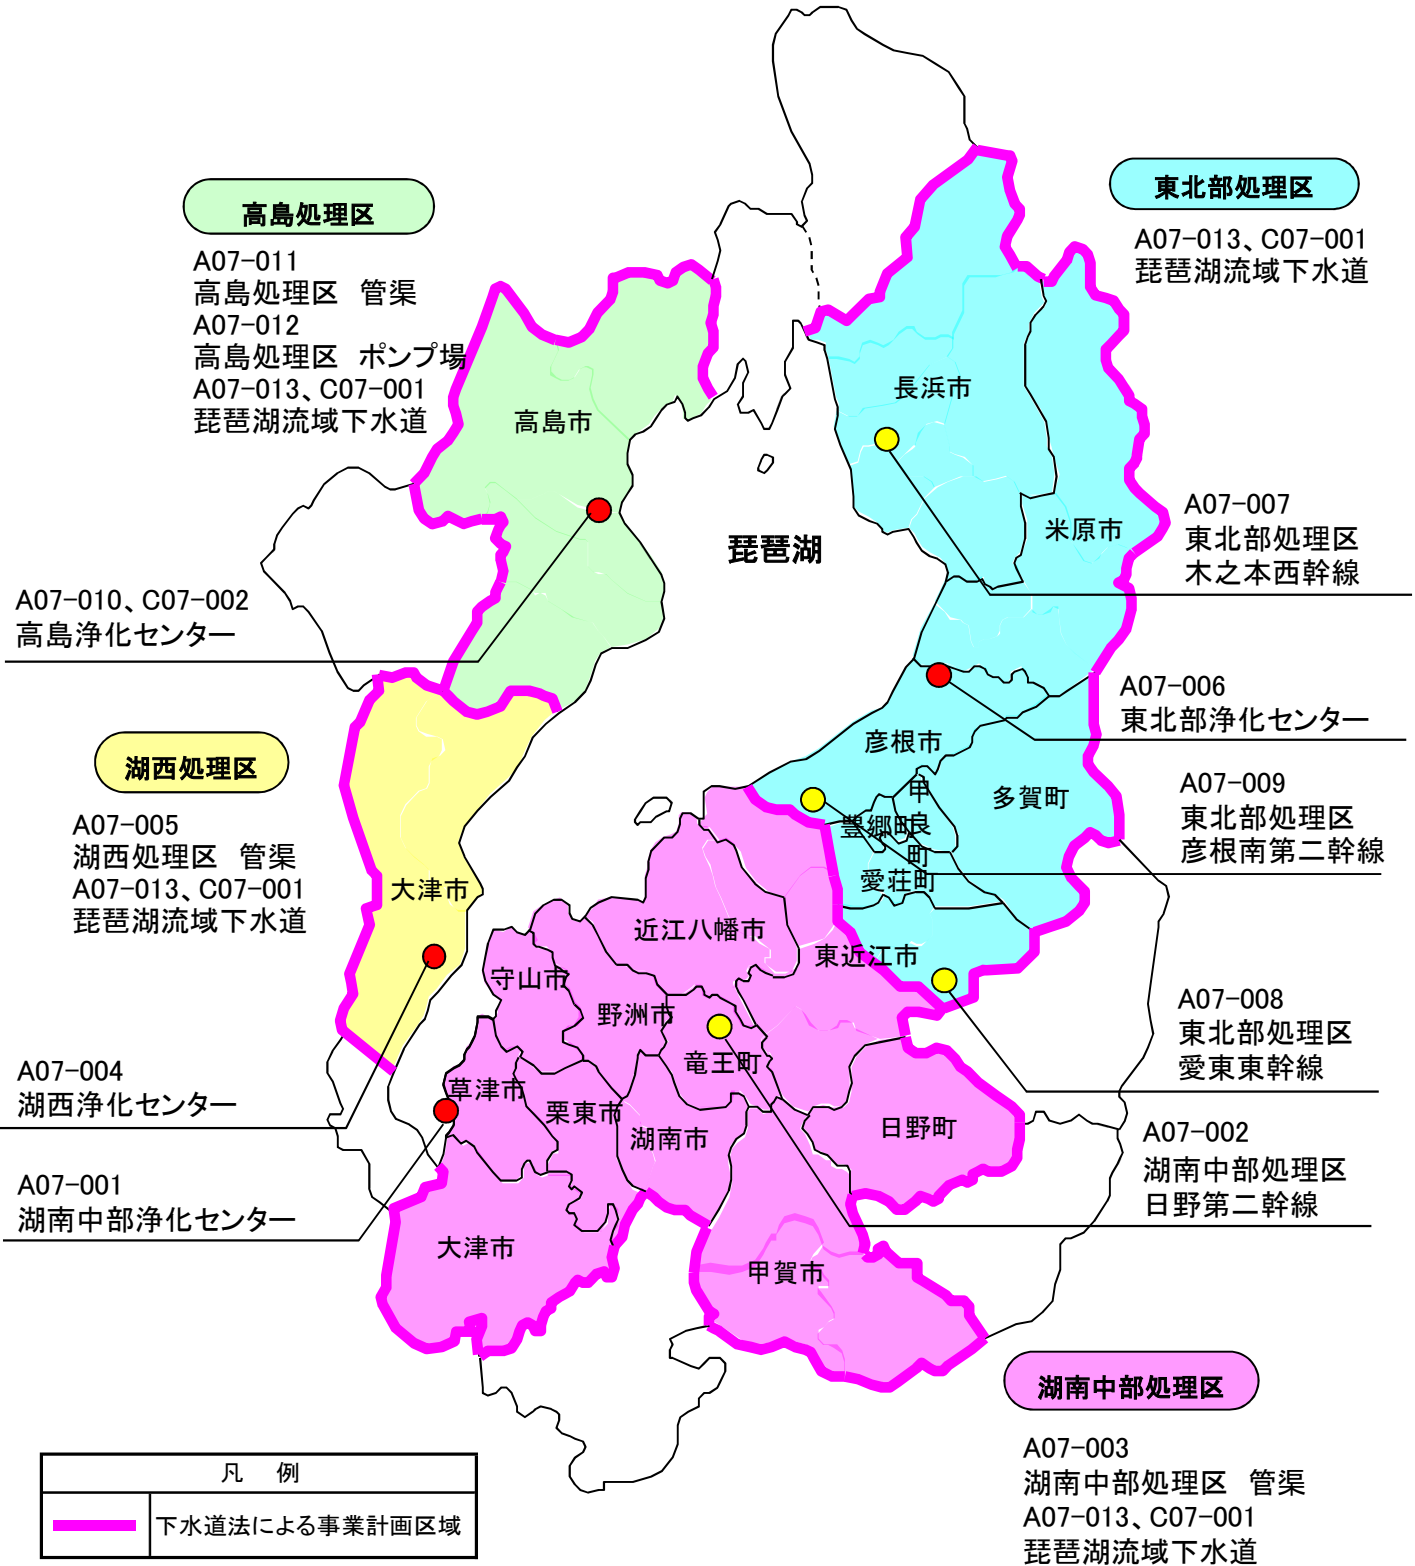 高島処理区
A07-011
高島処理区　管渠
A07-012
高島処理区　ポンプ場
A07-013、C07-001
琵琶湖流域下水道
東北部処理区
A07-013、C07-001
琵琶湖流域下水道
長浜市
高島市
琵琶湖
米原市
A07-007
東北部処理区
木之本西幹線
A07-010、C07-002
高島浄化センター
A07-006
東北部浄化センター
湖西処理区
A07-005
湖西処理区　管渠
A07-013、C07-001
琵琶湖流域下水道
彦根市
多賀町
甲良町
豊郷町
愛荘町
A07-009
東北部処理区
彦根南第二幹線
大津市
近江八幡市
東近江市
守山市
野洲市
竜王町
A07-008
東北部処理区
愛東東幹線
A07-004
湖西浄化センター
草津市
栗東市
湖南市
日野町
A07-002
湖南中部処理区
日野第二幹線
A07-001
湖南中部浄化センター
大津市
甲賀市
湖南中部処理区
A07-003
湖南中部処理区　管渠
A07-013、C07-001
琵琶湖流域下水道
凡　例
下水道法による事業計画区域